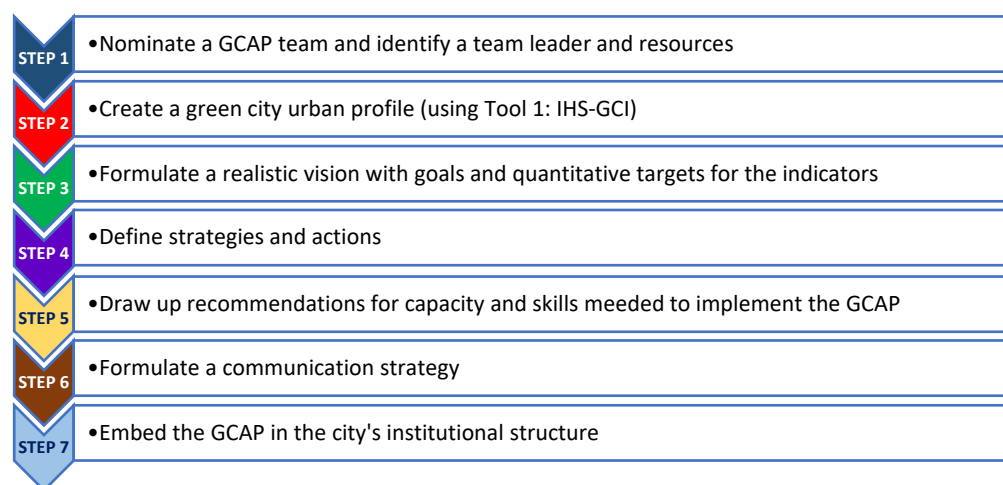 STEP 1
•Nominate a GCAP team and identify a team leader and resources
STEP 2
•Create a green city urban profile (using Tool 1: IHS-GCI)
STEP 3
•Formulate a realistic vision with goals and quantitative targets for the indicators
STEP 4
•Define strategies and actions
STEP 5
•Draw up recommendations for capacity and skills meeded to implement the GCAP
STEP 6
•Formulate a communication strategy
STEP 7
•Embed the GCAP in the city's institutional structure